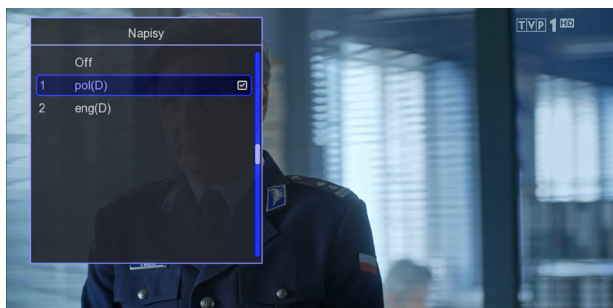 Napisy
TVP 1 HD
Off
1 pol(D)
2 eng(D)